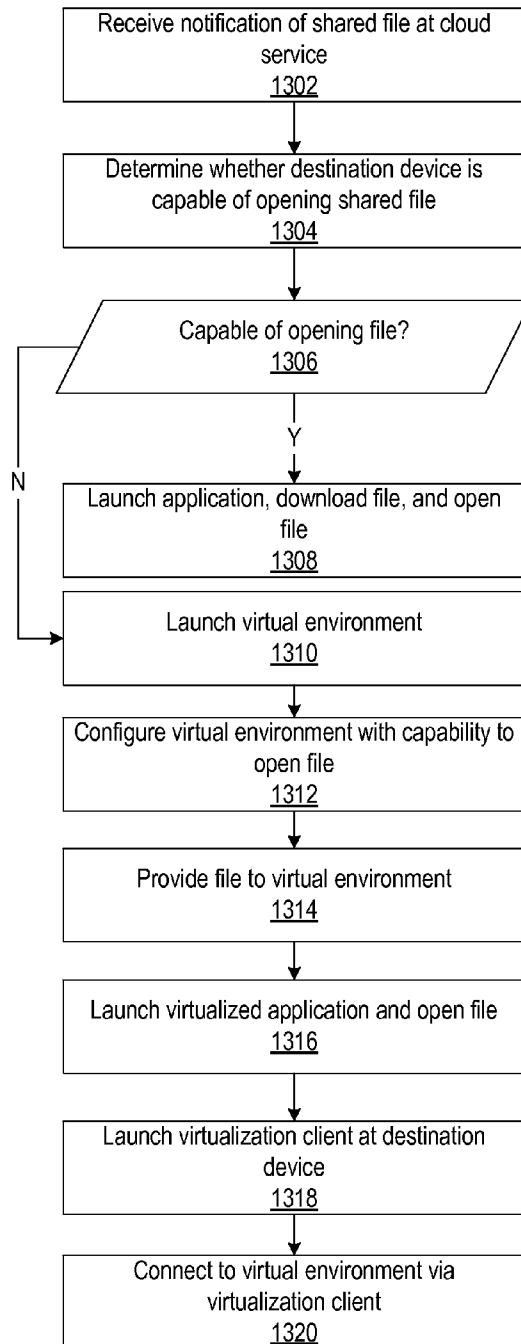 Receive notification of shared file at cloud
service
1302
Determine whether destination device is
capable of opening shared file
1304
Capable of opening file?
1306
Y
N
Launch application, download file, and open
file
1308
Launch virtual environment
1310
Configure virtual environment with capability to
open file
1312
Provide file to virtual environment
1314
Launch virtualized application and open file
1316
Launch virtualization client at destination
device
1318
Connect to virtual environment via
virtualization client
1320